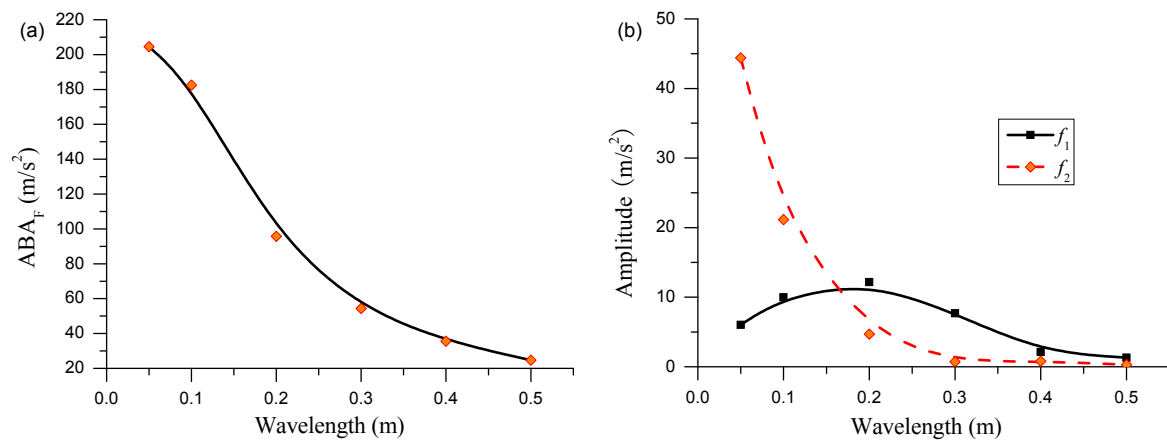 (a)
220
200
180
160
140
120
100
80
60
40
20
ABA_F (m/s²)
0.0 0.1 0.2 0.3 0.4 0.5
Wavelength (m)
(b)
50
40
30
20
10
0
Amplitude (m/s²)
f₁
f₂
0.0 0.1 0.2 0.3 0.4 0.5
Wavelength (m)